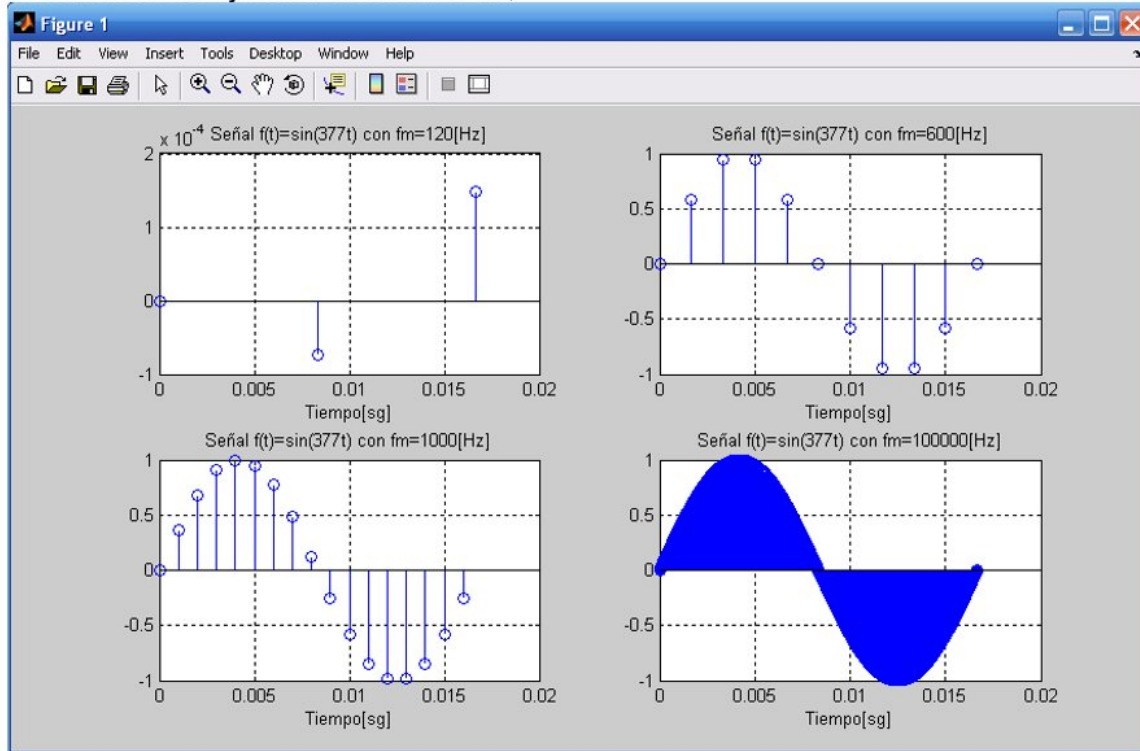 Figure 1
File Edit View Insert Tools Desktop Window Help
x 10^-4 Señal f(t)=sin(377t) con fm=120[Hz]
2
1
0
-1
0 0.005 0.01 0.015 0.02
Tiempo[sg]
Señal f(t)=sin(377t) con fm=600[Hz]
1
0.5
0
-0.5
-1
0 0.005 0.01 0.015 0.02
Tiempo[sg]
Señal f(t)=sin(377t) con fm=1000[Hz]
1
0.5
0
-0.5
-1
0 0.005 0.01 0.015 0.02
Tiempo[sg]
Señal f(t)=sin(377t) con fm=100000[Hz]
1
0.5
0
-0.5
-1
0 0.005 0.01 0.015 0.02
Tiempo[sg]